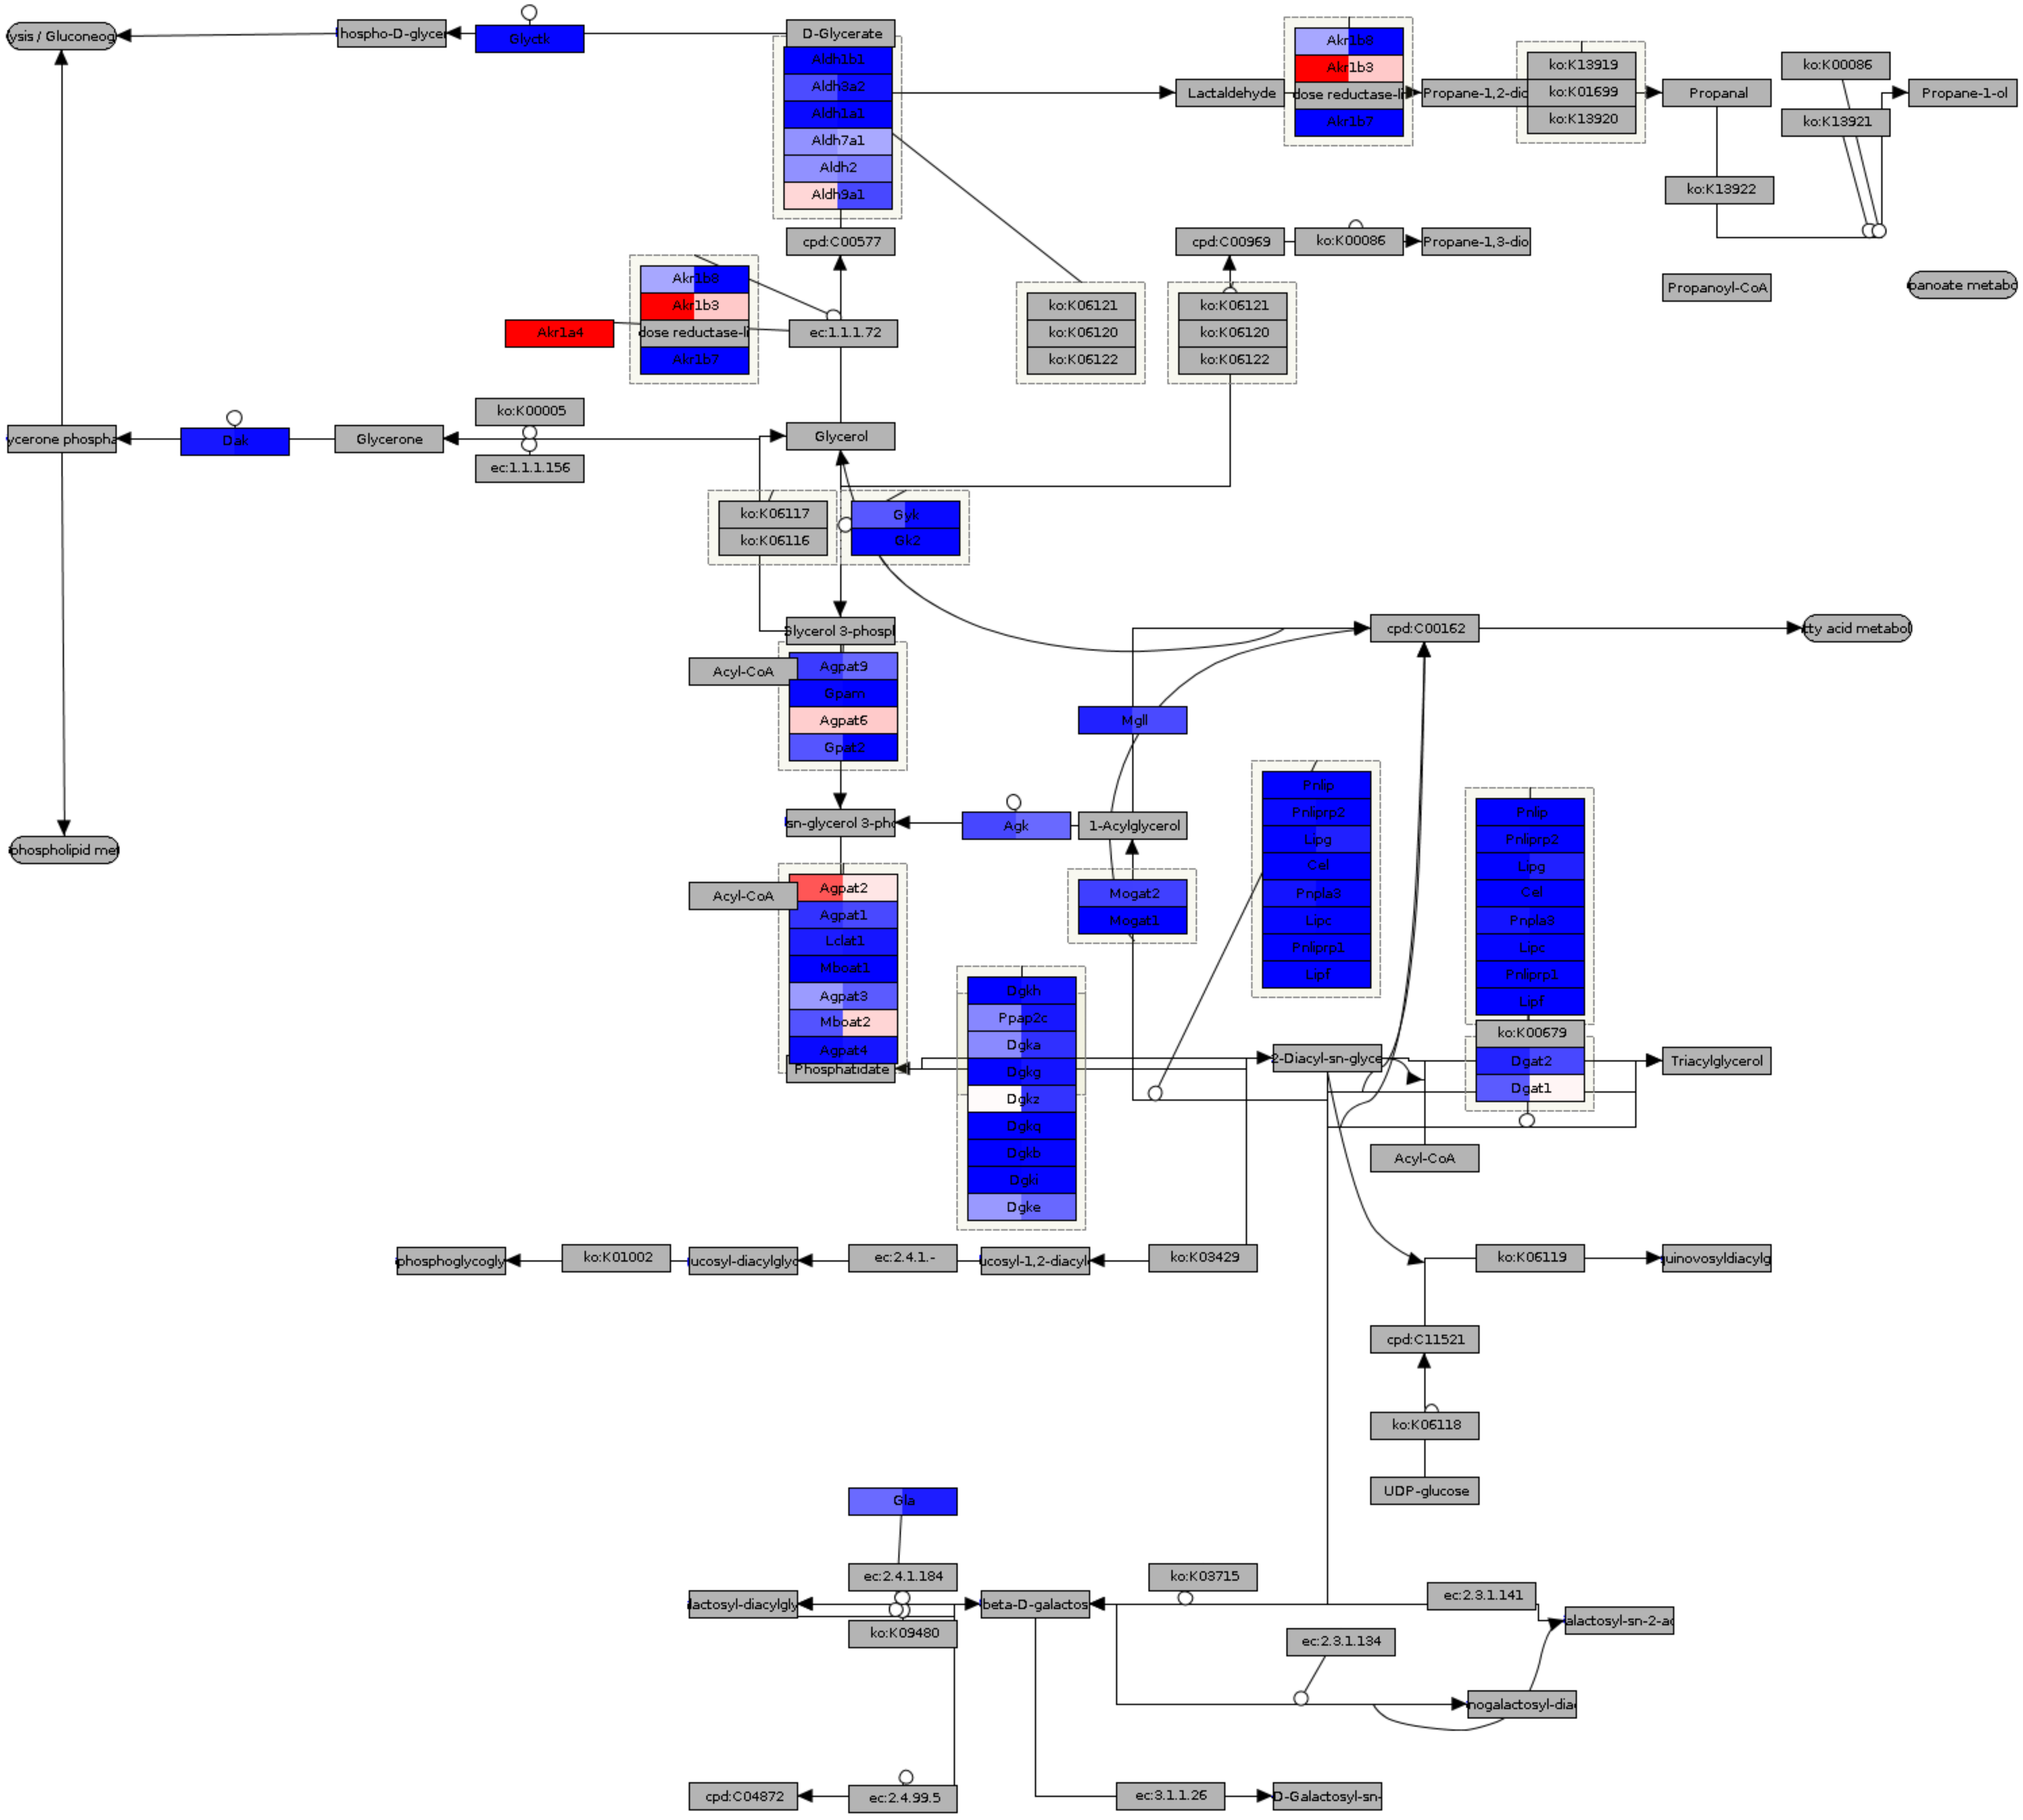 ysis / Gluconeog
hospho-D-glycer
Glyctk
D-Glycerate
Aldh1b1
Aldh3a2
Aldh1a1
Aldh7a1
Aldh2
Aldh9a1
Lactaldehyde
Akr1b8
Akr1b3
dose reductase-li
Akr1b7
Propane-1,2-dio
ko:K13919
ko:K01699
ko:K13920
Propanal
ko:K00086
ko:K13921
Propane-1-ol
ko:K13922
cpd:C00577
cpd:C00969
ko:K00086
Propane-1,3-dio
Propanoyl-CoA
panoate metabo
Akr1b8
Akr1b3
dose reductase-li
Akr1b7
Akr1a4
ec:1.1.1.72
ko:K06121
ko:K06120
ko:K06122
ko:K06121
ko:K06120
ko:K06122
ycerone phospha
Dak
Glycerone
ko:K00005
ec:1.1.1.156
Glycerol
ko:K06117
ko:K06116
Gyk
Gk2
Glycerol 3-phospl
cpd:C00162
tty acid metabol
Acyl-CoA
Agpat9
Gpam
Agpat6
Gpat2
Mgll
Pnlip
Pnliprp2
Lipg
Cel
Pnpla3
Lipc
Pnliprp1
Lipf
Pnlip
Pnliprp2
Lipg
Cel
Pnpla3
Lipc
Pnliprp1
Lipf
sn-glycerol 3-pho
Agk
1-Acylglycerol
phospholipid met
Acyl-CoA
Agpat2
Agpat1
Lclat1
Mboat1
Agpat3
Mboat2
Agpat4
Phosphatidate
Mogat2
Mogat1
Dgkh
Ppap2c
Dgka
Dgkg
Dgkz
Dgkq
Dgkb
Dgki
Dgke
2-Diacyl-sn-glyce
ko:K00679
Dgat2
Dgat1
Triacylglycerol
Acyl-CoA
phosphoglycogly
ko:K01002
ucosyl-diacylglyc
ec:2.4.1.-
ucosyl-1,2-diacyl
ko:K03429
ko:K06119
uinovosyldiacylg
cpd:C11521
ko:K06118
UDP-glucose
Gla
ec:2.4.1.184
lactosyl-diacylgly
ko:K09480
beta-D-galactos
ko:K03715
ec:2.3.1.141
alactosyl-sn-2-ac
ec:2.3.1.134
nogalactosyl-diac
cpd:C04872
ec:2.4.99.5
ec:3.1.1.26
D-Galactosyl-sn-